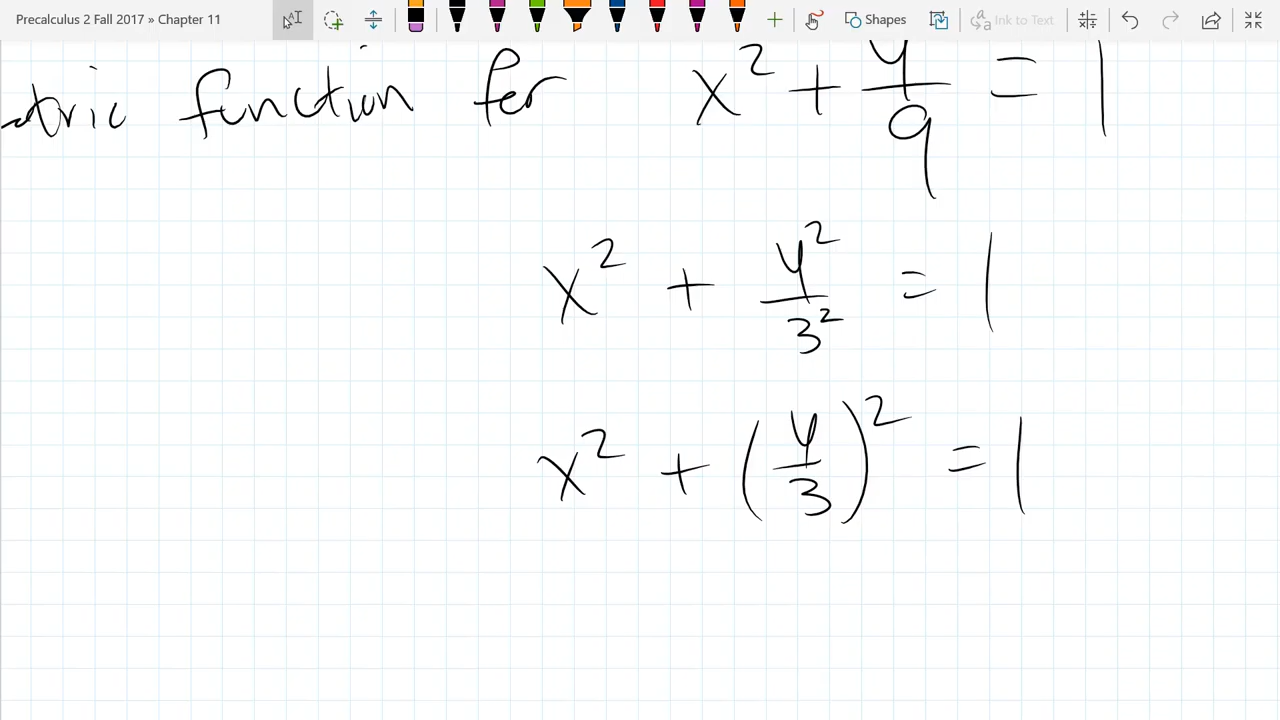 Precalculus 2 Fall 2017 » Chapter 11 Shapes Ink to Text
tric function for x² + y/9 = 1
x² + y²/3² = 1
x² + (y/3)² = 1